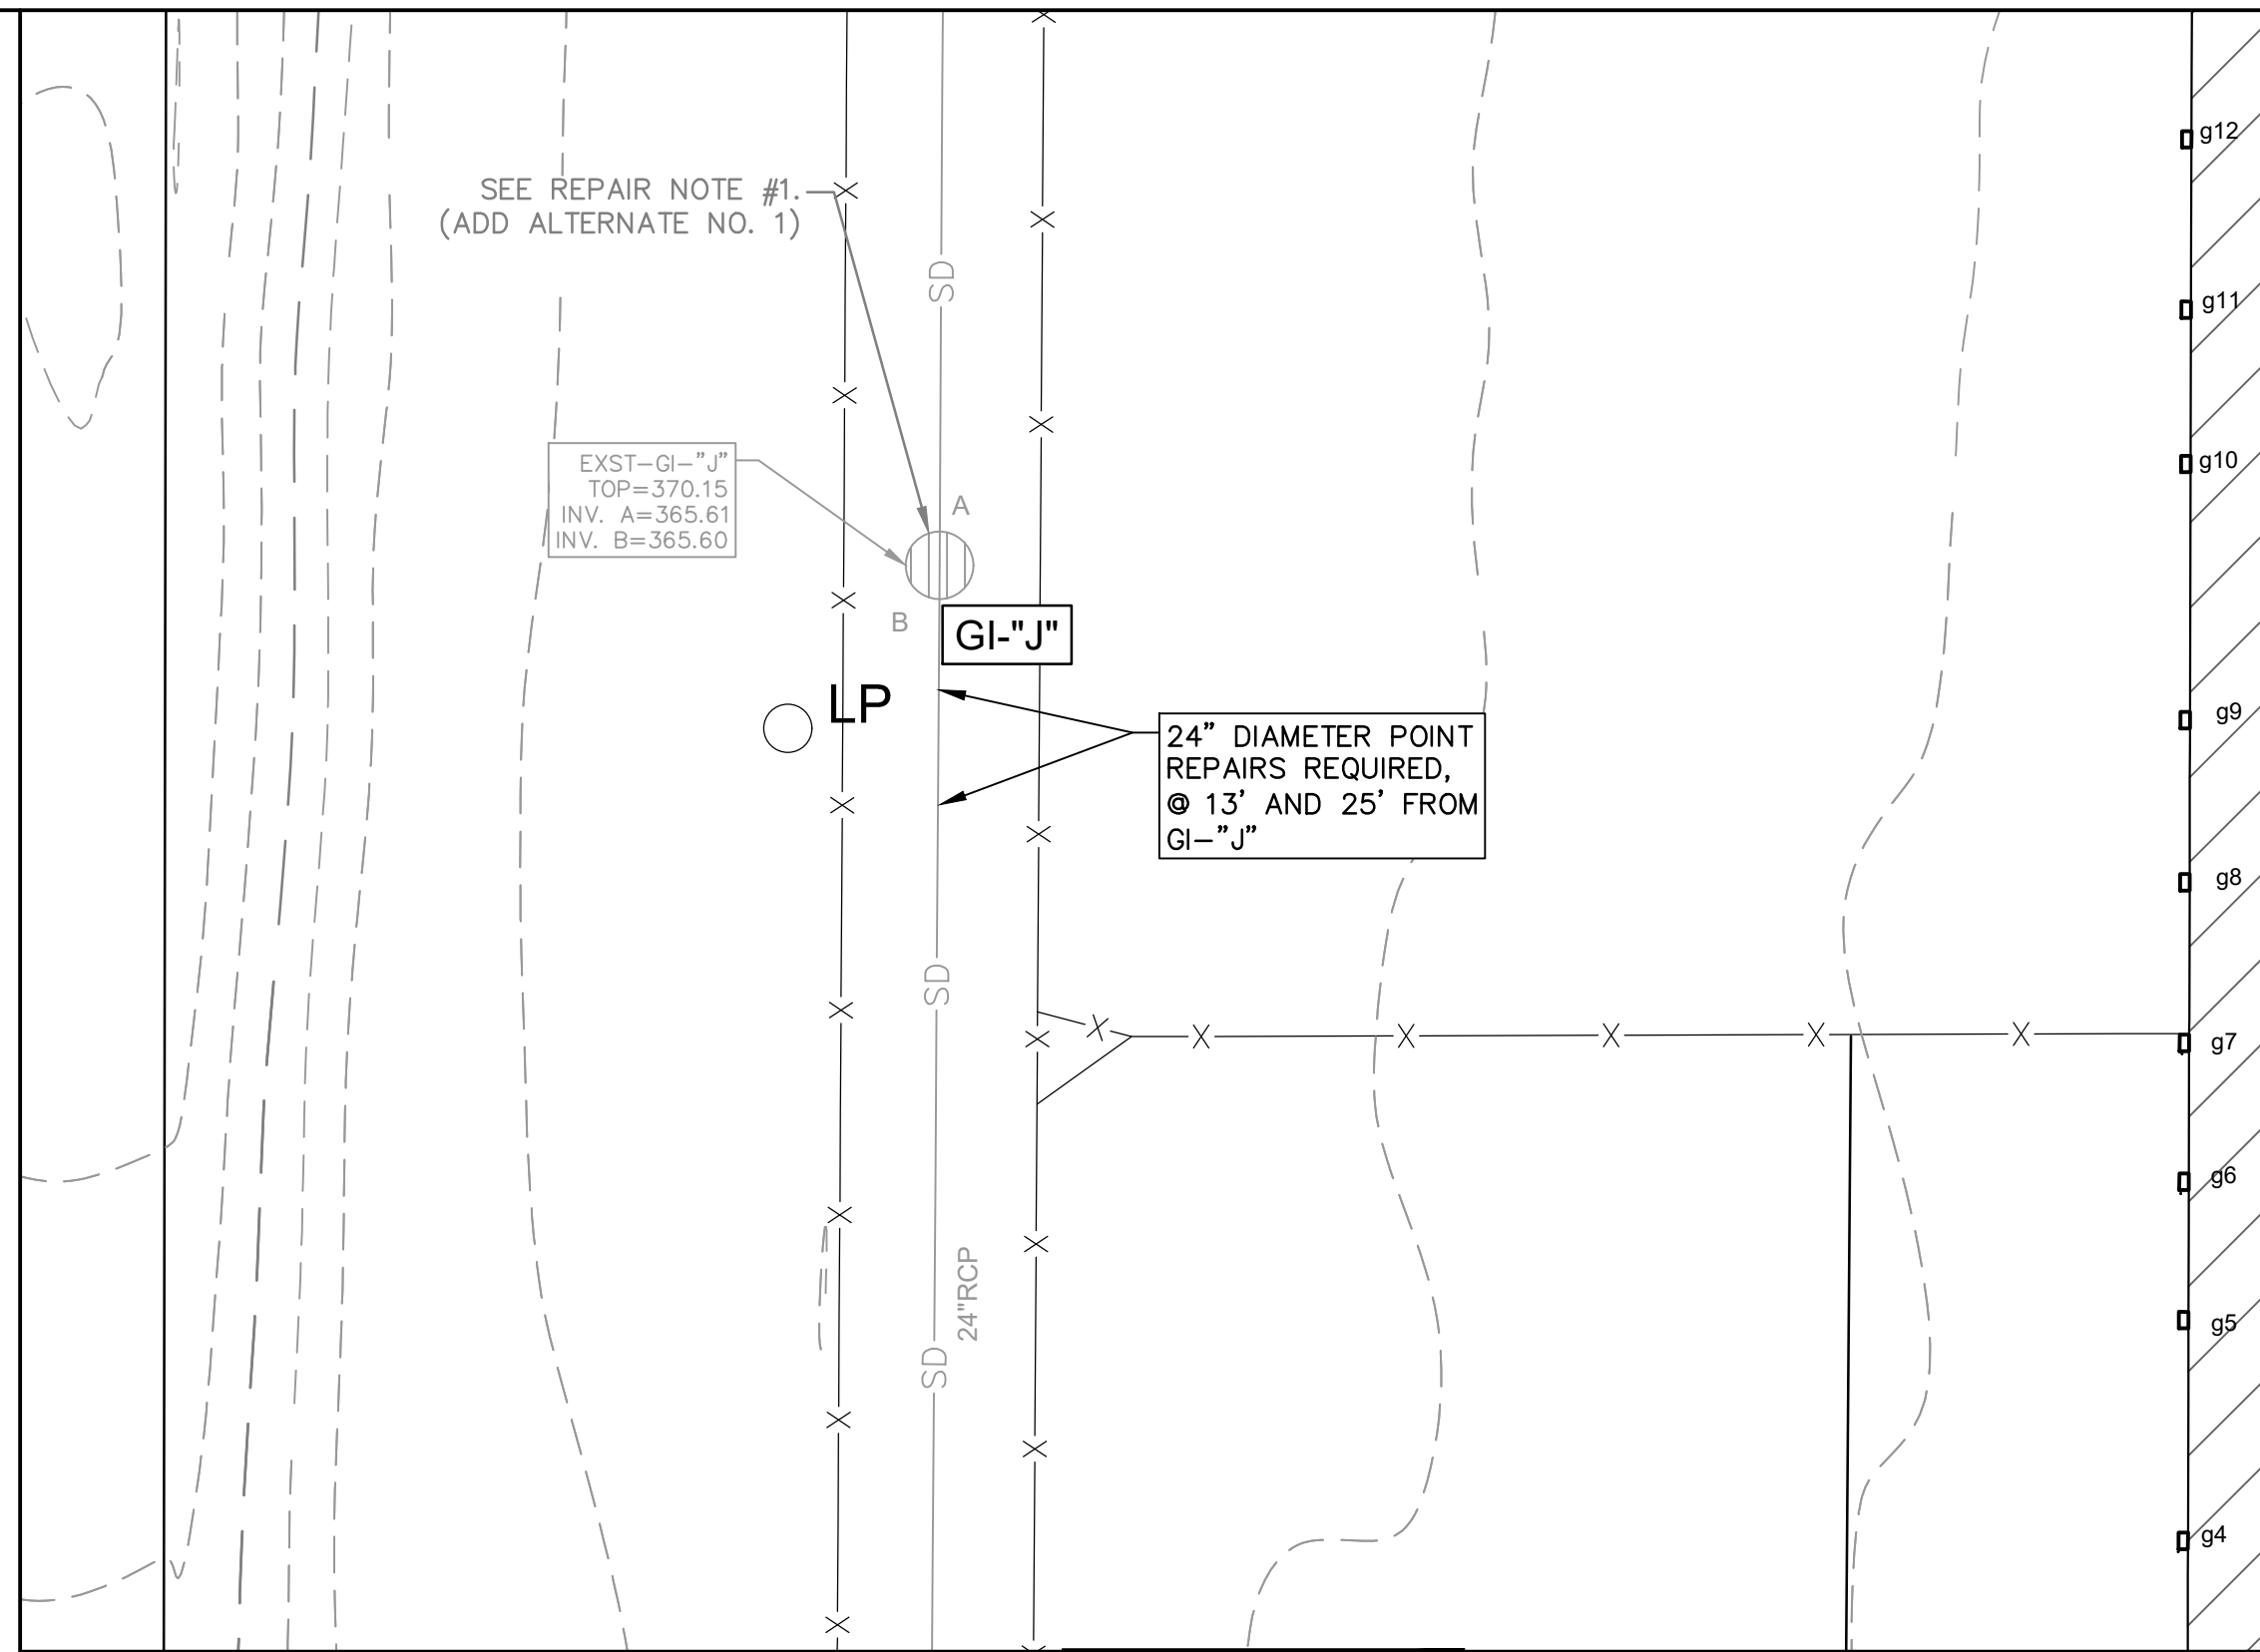 g12
SEE REPAIR NOTE #1.
(ADD ALTERNATE NO. 1)
SD
g11
EXST-GI-"J"
TOP=370.15
INV. A=365.61
INV. B=365.60
g10
A
B
GI-"J"
LP
g9
24" DIAMETER POINT
REPAIRS REQUIRED,
@ 13' AND 25' FROM
GI-"J"
g8
SD
g7
g6
24"RCP
g5
SD
g4